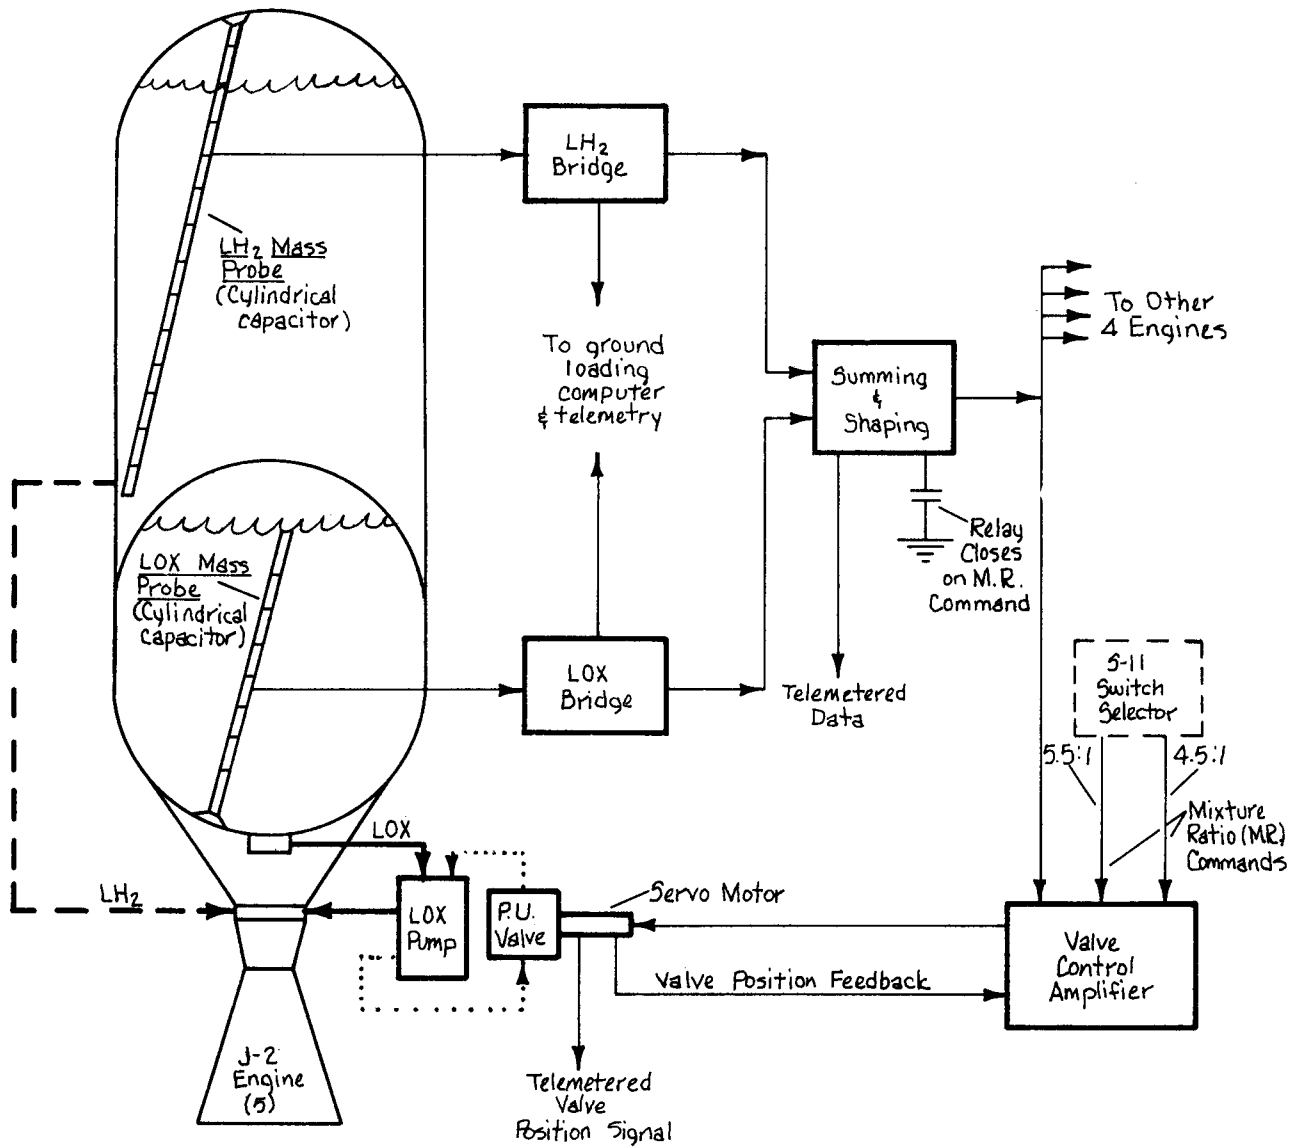 LH2
Bridge
LH2 Mass
Probe
(Cylindrical
capacitor)
To ground
loading
computer
& telemetry
Summing
&
Shaping
To Other
4 Engines
Relay
Closes
on M.R.
Command
LOX Mass
Probe
(Cylindrical
capacitor)
LOX
Bridge
Telemetered
Data
S-11
Switch
Selector
5.5:1
4.5:1
Mixture
Ratio (MR)
Commands
LOX
LH2
LOX
Pump
P.U.
Valve
Servo Motor
Valve Position Feedback
Valve
Control
Amplifier
J-2
Engine
(5)
Telemetered
Valve
Position Signal